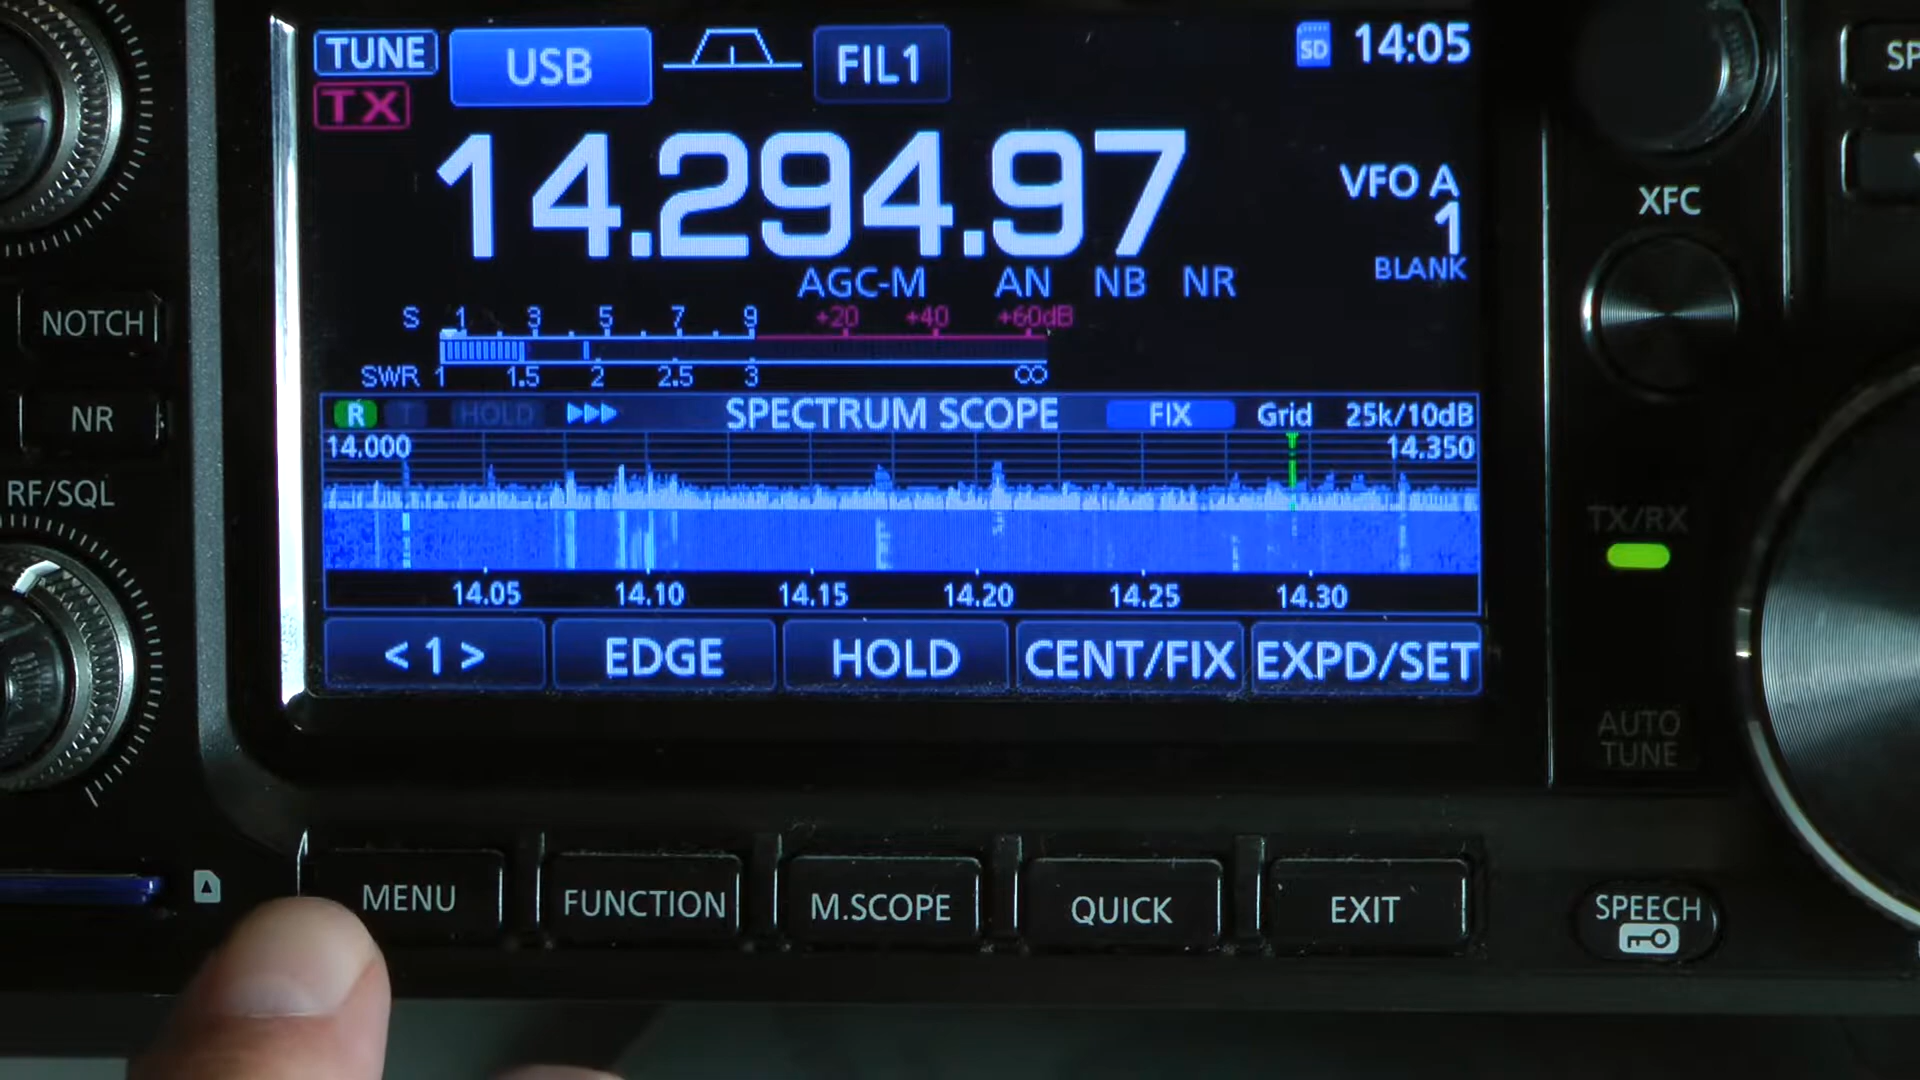 TUNE USB FIL1 SD 14:05
TX
14.294.97
VFO A
1
BLANK
AGC-M AN NB NR
S 1 3 5 7 9 +20 +40 +60dB
SWR 1 1.5 2 2.5 3 ∞
R T HOLD SPECTRUM SCOPE FIX Grid 25k/10dB
14.000 14.350
14.05 14.10 14.15 14.20 14.25 14.30
< 1 > EDGE HOLD CENT/FIX EXPD/SET
NOTCH
NR
RF/SQL
XFC
TX/RX
AUTO
TUNE
MENU FUNCTION M.SCOPE QUICK EXIT SPEECH